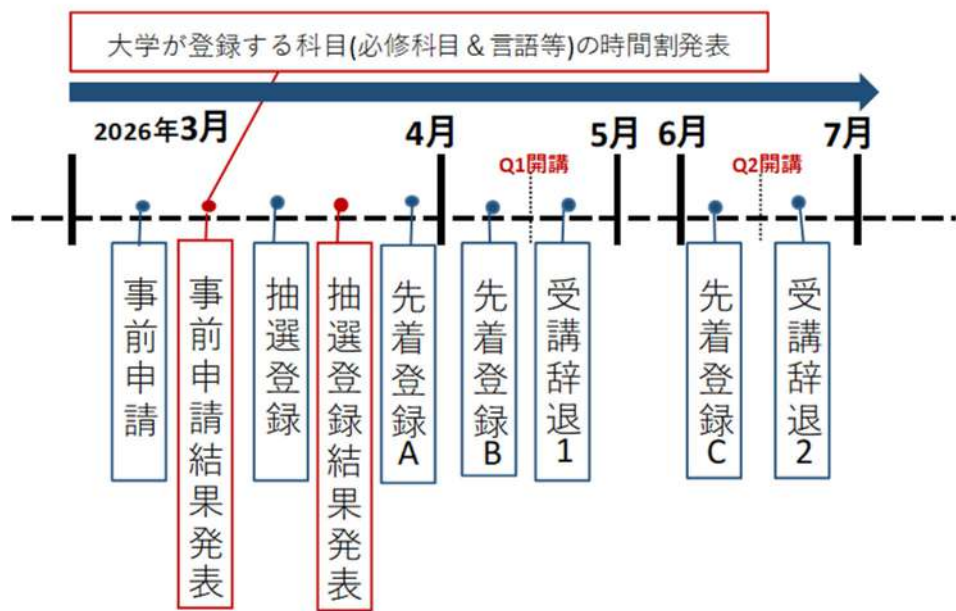 大学が登録する科目(必修科目＆言語等)の時間割発表
2026年3月
4月
5月
6月
7月
Q1開講
Q2開講
事前申請
事前申請結果発表
抽選登録
抽選登録結果発表
先着登録A
先着登録B
受講辞退1
先着登録C
受講辞退2